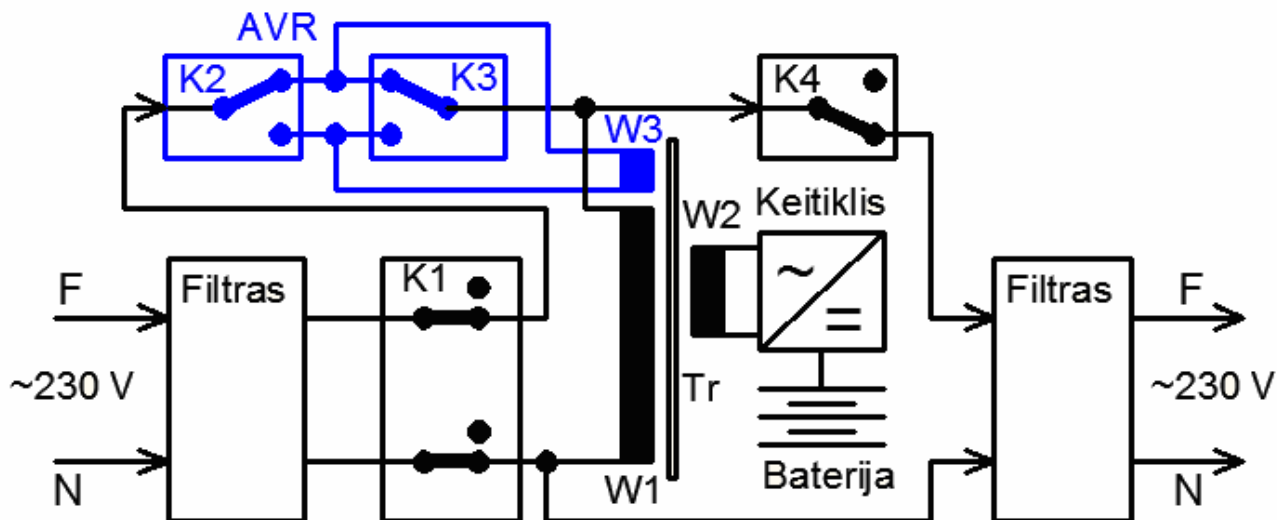 AVR
K2
K3
K4
W3
W2
Keitiklis
F
Filtras
K1
Filtras
F
~
=
~230 V
Tr
~230 V
N
W1
Baterija
N